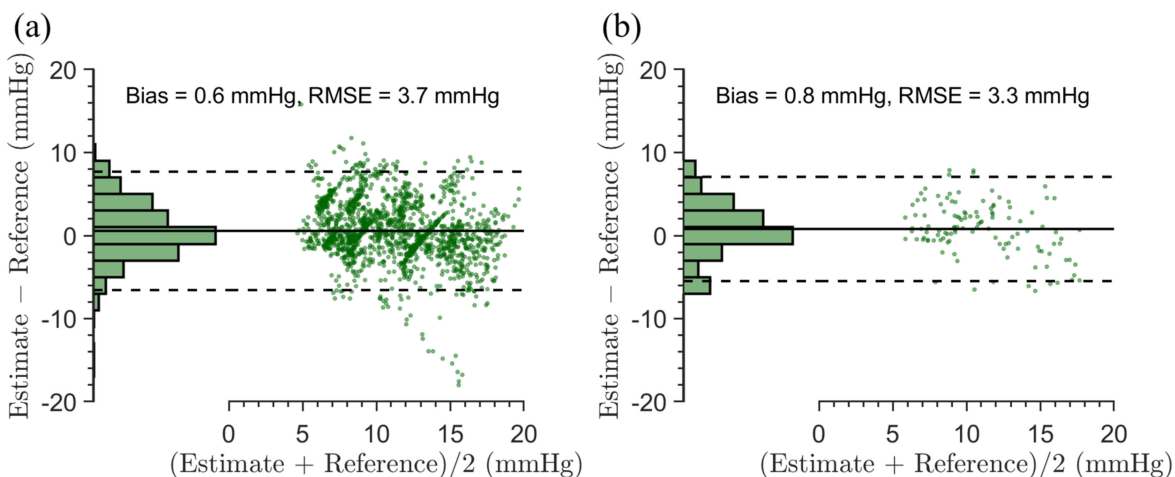 (a)
Estimate − Reference (mmHg)
20
10
0
-10
-20
Bias = 0.6 mmHg, RMSE = 3.7 mmHg
0 5 10 15 20
(Estimate + Reference)/2 (mmHg)
(b)
Estimate − Reference (mmHg)
20
10
0
-10
-20
Bias = 0.8 mmHg, RMSE = 3.3 mmHg
0 5 10 15 20
(Estimate + Reference)/2 (mmHg)